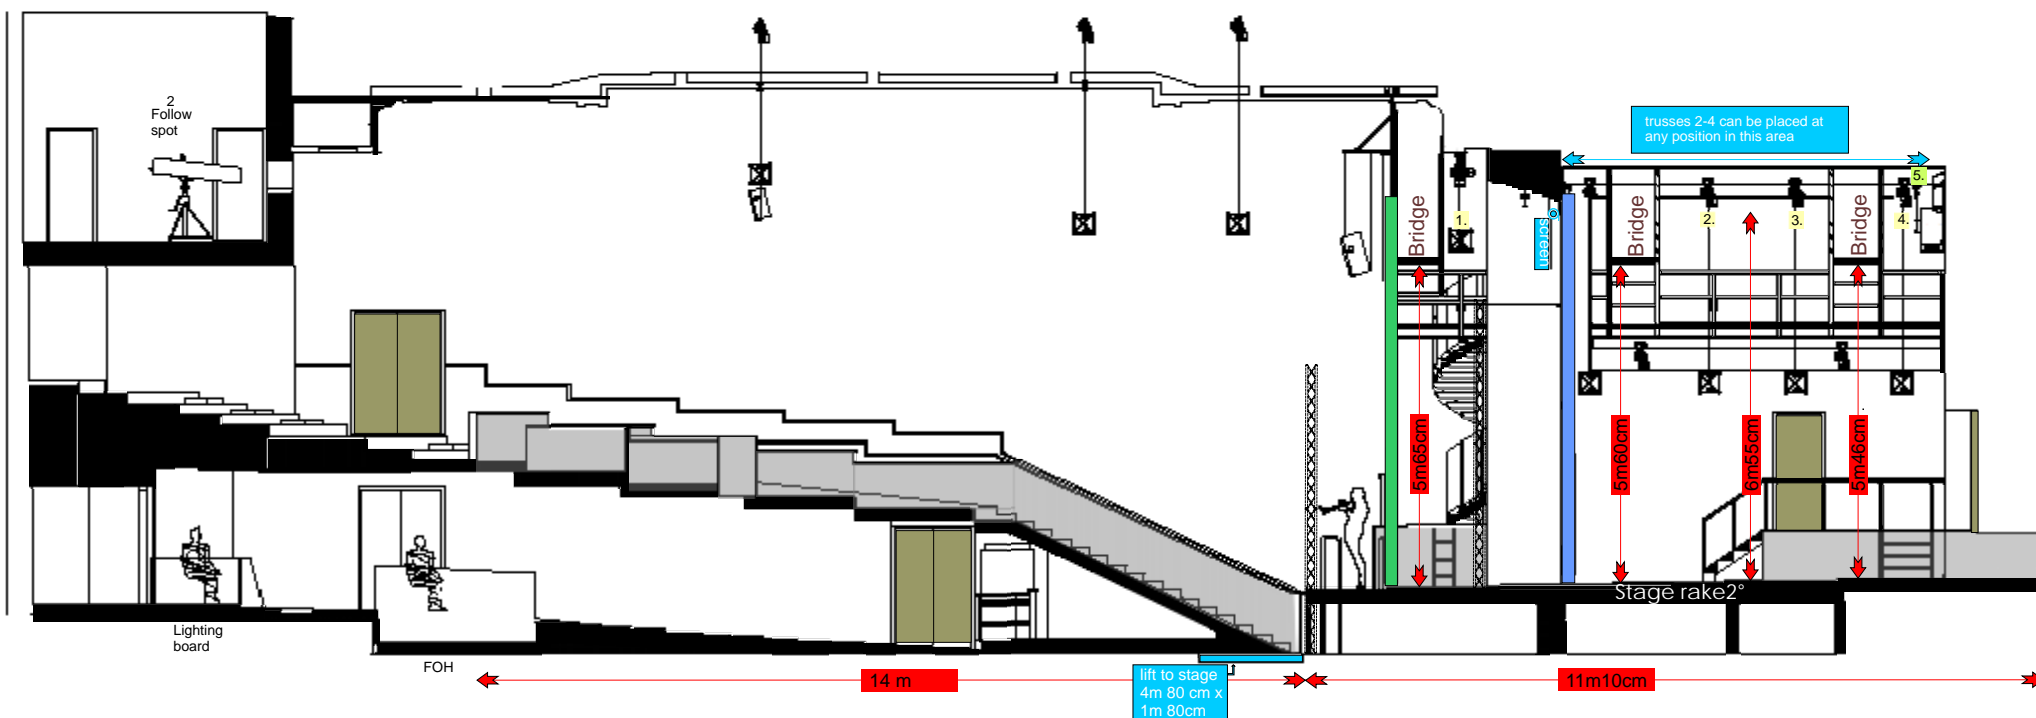 2
Follow
spot
trusses 2-4 can be placed at
any position in this area
5.
Bridge
1.
screen
Bridge
2.
3.
Bridge
4.
5m65cm
5m60cm
6m55cm
5m46cm
Stage rake2°
Lighting
board
FOH
14 m
lift to stage
4m 80 cm x
1m 80cm
11m10cm